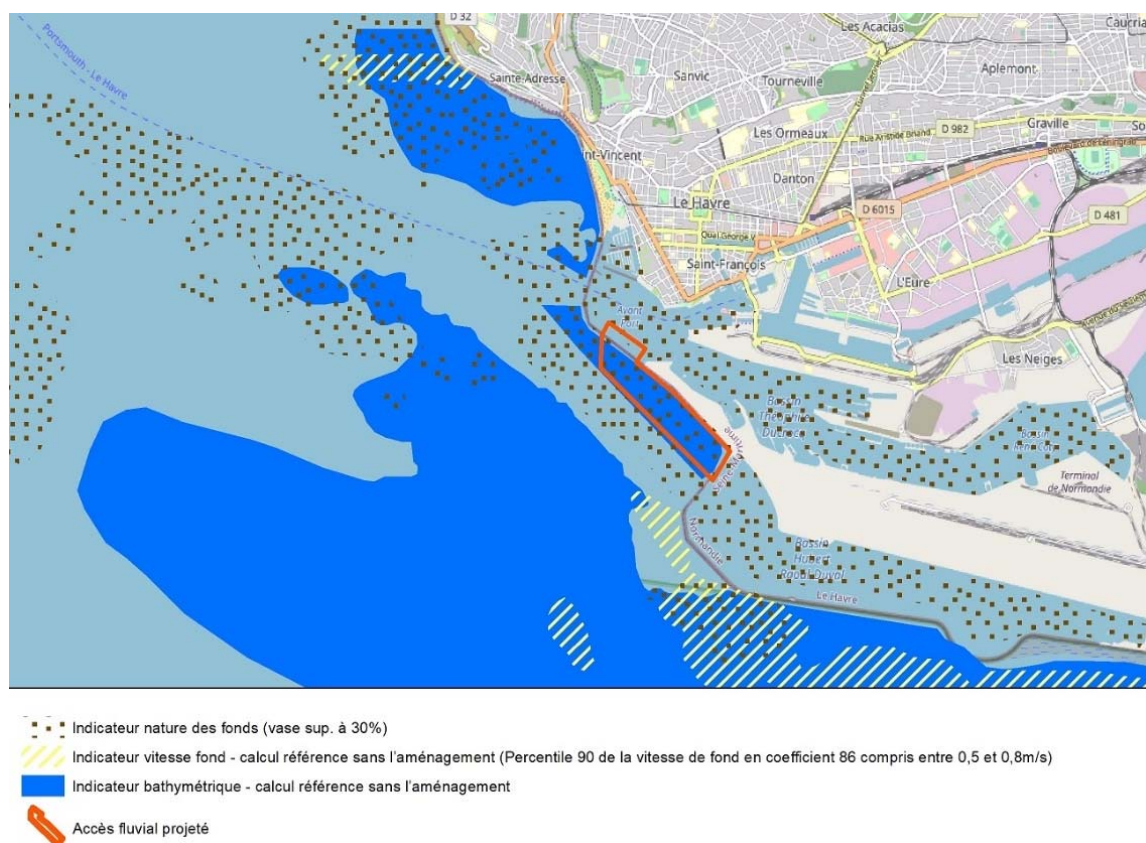 D 32
Les Acacias
Caucria
Portsmouth - Le Havre
Sainte-Adresse
Sanvic
Tourneville
Aplemont
Les Ormeaux
Rue Aristide Briand
D 982
Graville
So
nt-Vincent
Danton
Le Havre
D 6015
D 481
Quai George V
Saint-François
L'Eure
Avant
Port
Les Neiges
Bassin
Théophile
Ducrocq
Bassin
René Coty
Terminal
de Normandie
Normandie
Bassin
Hubert
Raoul-Duval
Le Havre
Indicateur nature des fonds (vase sup. à 30%)
Indicateur vitesse fond - calcul référence sans l'aménagement (Percentile 90 de la vitesse de fond en coefficient 86 compris entre 0,5 et 0,8m/s)
Indicateur bathymétrique - calcul référence sans l'aménagement
Accès fluvial projeté